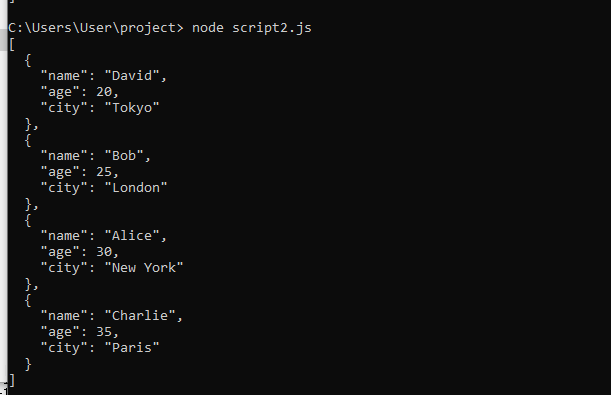 ]
C:\Users\User\project> node script2.js
[
  {
    "name": "David",
    "age": 20,
    "city": "Tokyo"
  },
  {
    "name": "Bob",
    "age": 25,
    "city": "London"
  },
  {
    "name": "Alice",
    "age": 30,
    "city": "New York"
  },
  {
    "name": "Charlie",
    "age": 35,
    "city": "Paris"
  }
]